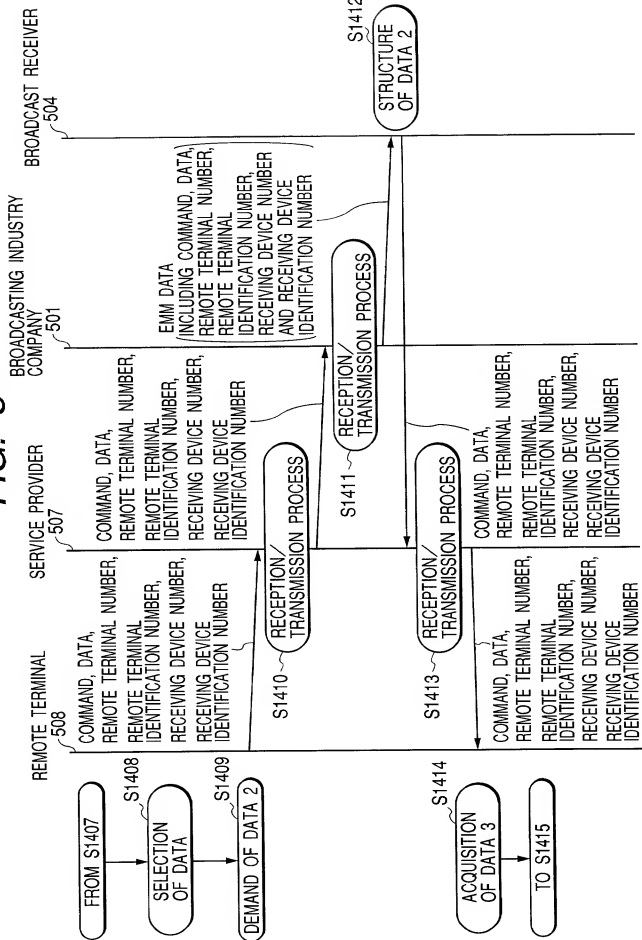 REMOTE TERMINAL
508
SERVICE PROVIDER
507
BROADCASTING INDUSTRY
COMPANY
501
BROADCAST RECEIVER
504
FROM S1407
S1408
SELECTION
OF DATA
S1409
DEMAND OF DATA 2
COMMAND, DATA,
REMOTE TERMINAL NUMBER,
REMOTE TERMINAL
IDENTIFICATION NUMBER,
RECEIVING DEVICE NUMBER
RECEIVING DEVICE
IDENTIFICATION NUMBER
S1410
RECEPTION/
TRANSMISSION PROCESS
COMMAND, DATA,
REMOTE TERMINAL NUMBER,
REMOTE TERMINAL
IDENTIFICATION NUMBER,
RECEIVING DEVICE NUMBER
RECEIVING DEVICE
IDENTIFICATION NUMBER
S1411
RECEPTION/
TRANSMISSION PROCESS
EMM DATA
INCLUDING COMMAND, DATA,
REMOTE TERMINAL NUMBER,
REMOTE TERMINAL
IDENTIFICATION NUMBER,
RECEIVING DEVICE NUMBER
AND RECEIVING DEVICE
IDENTIFICATION NUMBER
S1412
STRUCTURE
OF DATA 2
COMMAND, DATA,
REMOTE TERMINAL NUMBER,
REMOTE TERMINAL
IDENTIFICATION NUMBER,
RECEIVING DEVICE NUMBER,
RECEIVING DEVICE
IDENTIFICATION NUMBER
S1413
RECEPTION/
TRANSMISSION PROCESS
COMMAND, DATA,
REMOTE TERMINAL NUMBER,
REMOTE TERMINAL
IDENTIFICATION NUMBER,
RECEIVING DEVICE NUMBER,
RECEIVING DEVICE
IDENTIFICATION NUMBER
S1414
ACQUISITION
OF DATA 3
TO S1415